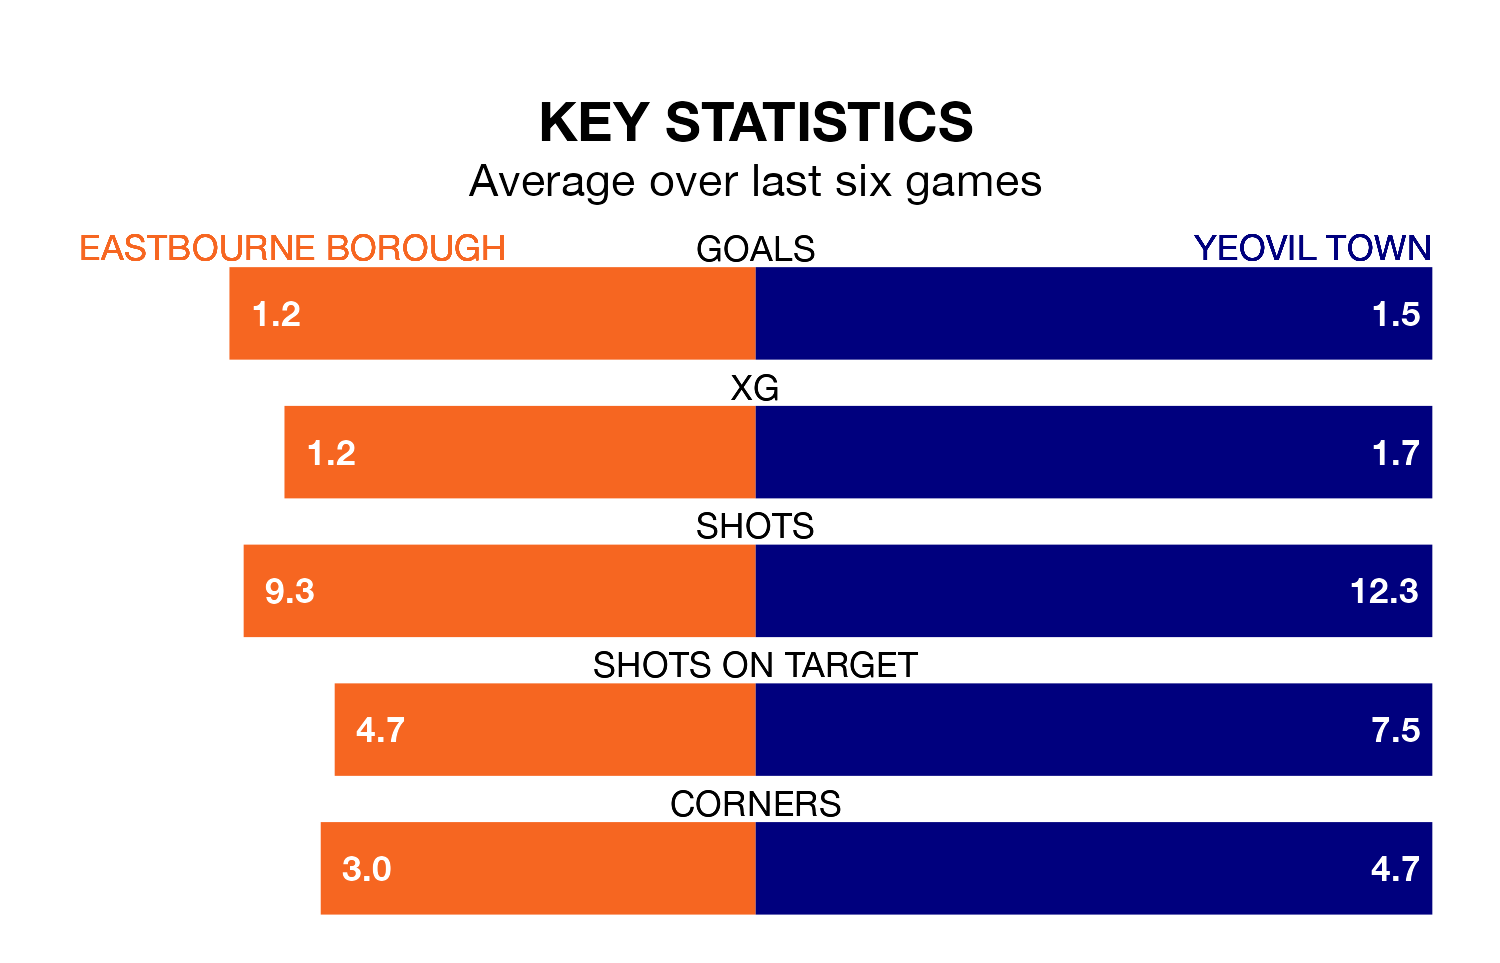 KEY STATISTICS
Average over last six games
EASTBOURNE BOROUGH GOALS YEOVIL TOWN
1.2 1.5
XG
1.2 1.7
SHOTS
9.3 12.3
SHOTS ON TARGET
4.7 7.5
CORNERS
3.0 4.7